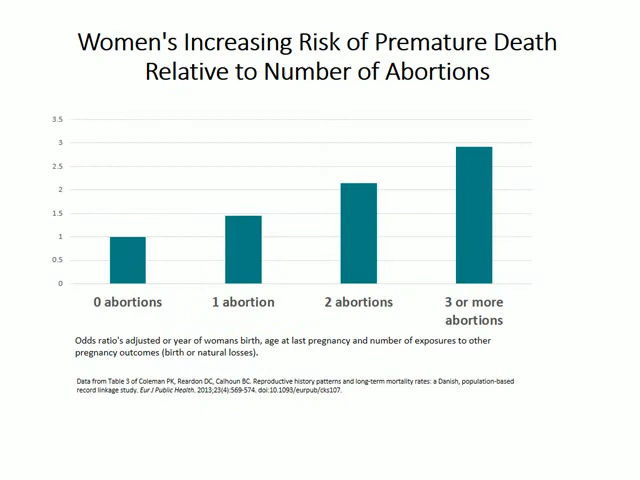 Women's Increasing Risk of Premature Death
Relative to Number of Abortions
3.5
3
2.5
2
1.5
1
0.5
0
0 abortions
1 abortion
2 abortions
3 or more
abortions
Odds ratio's adjusted or year of womans birth, age at last pregnancy and number of exposures to other
pregnancy outcomes (birth or natural losses).
Data from Table 3 of Coleman PK, Reardon DC, Calhoun BC. Reproductive history patterns and long-term mortality rates: a Danish, population-based
record linkage study. Eur J Public Health. 2013;23(4):569-574. doi:10.1093/eurpub/cks107.